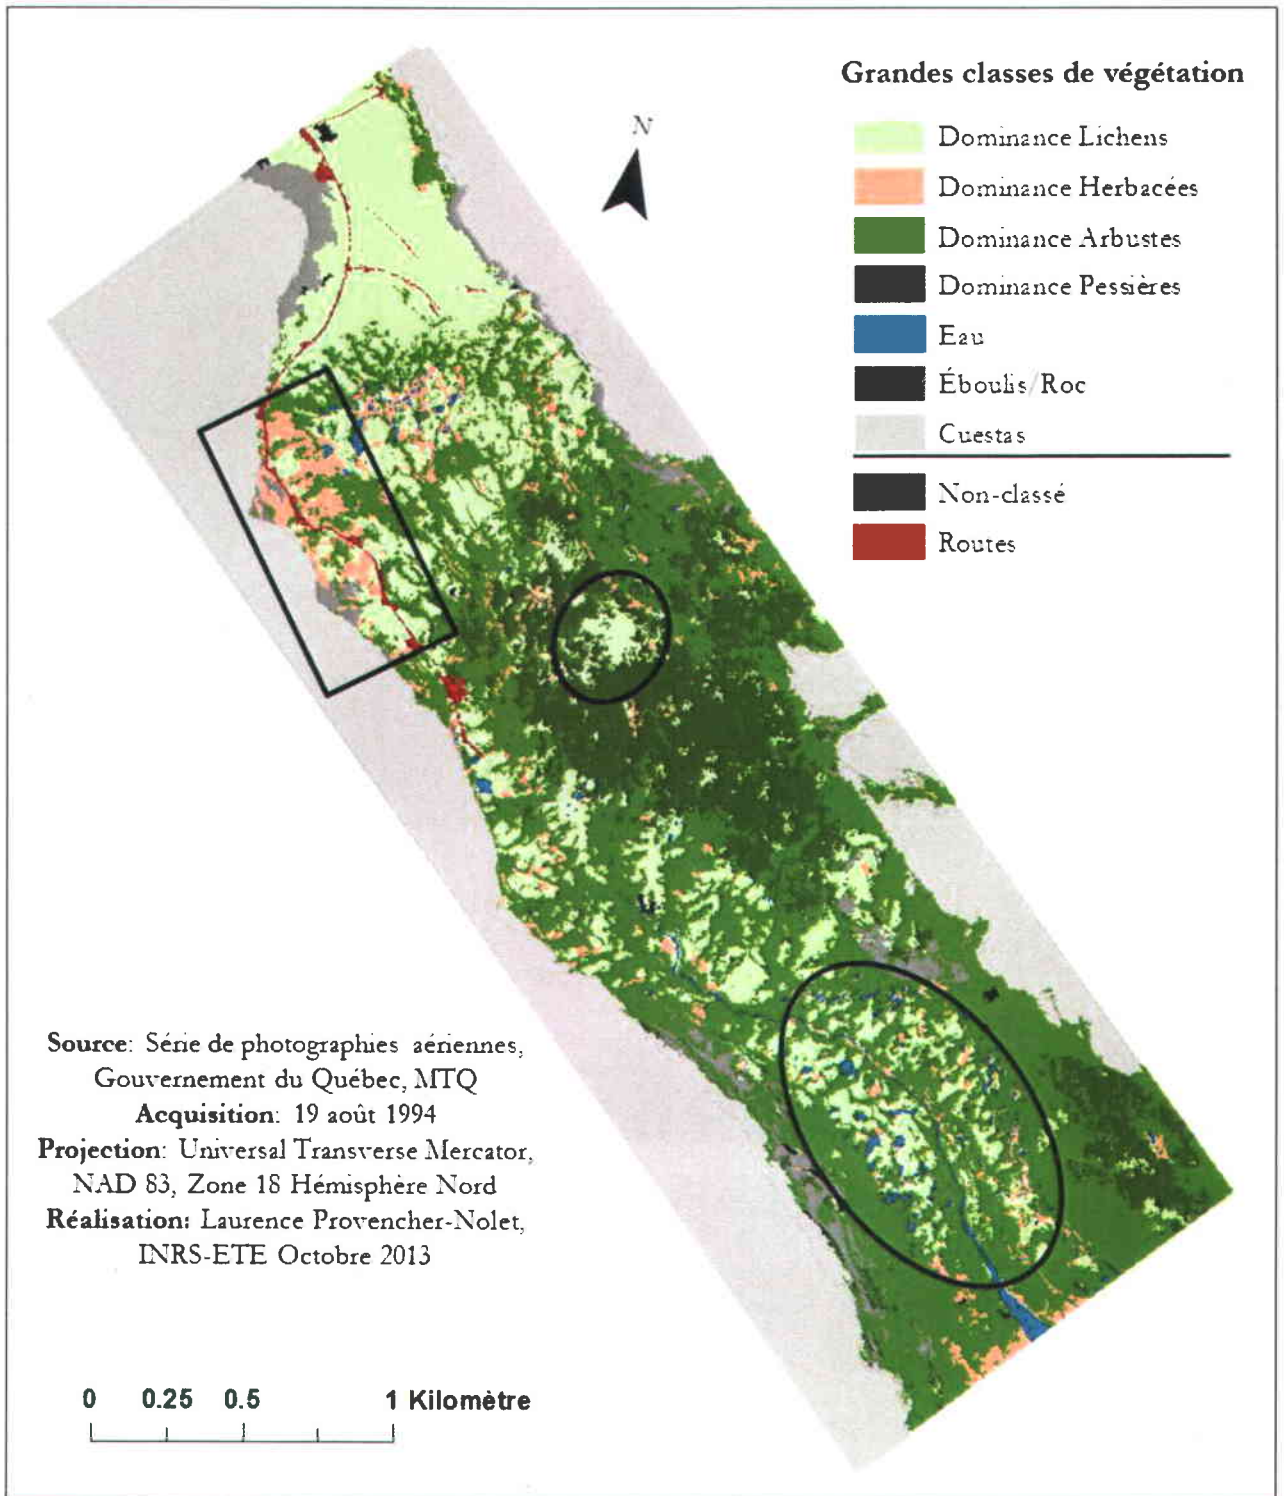 Grandes classes de végétation
N
Dominance Lichens
Dominance Herbacées
Dominance Arbustes
Dominance Pessières
Eau
Éboulis/Roc
Cuestas
Non-classé
Routes
Source: Série de photographies aériennes,
Gouvernement du Québec, MTQ
Acquisition: 19 août 1994
Projection: Universal Transverse Mercator,
NAD 83, Zone 18 Hémisphère Nord
Réalisation: Laurence Provencher-Nolet,
INRS-ETE Octobre 2013
0 0.25 0.5 1 Kilomètre